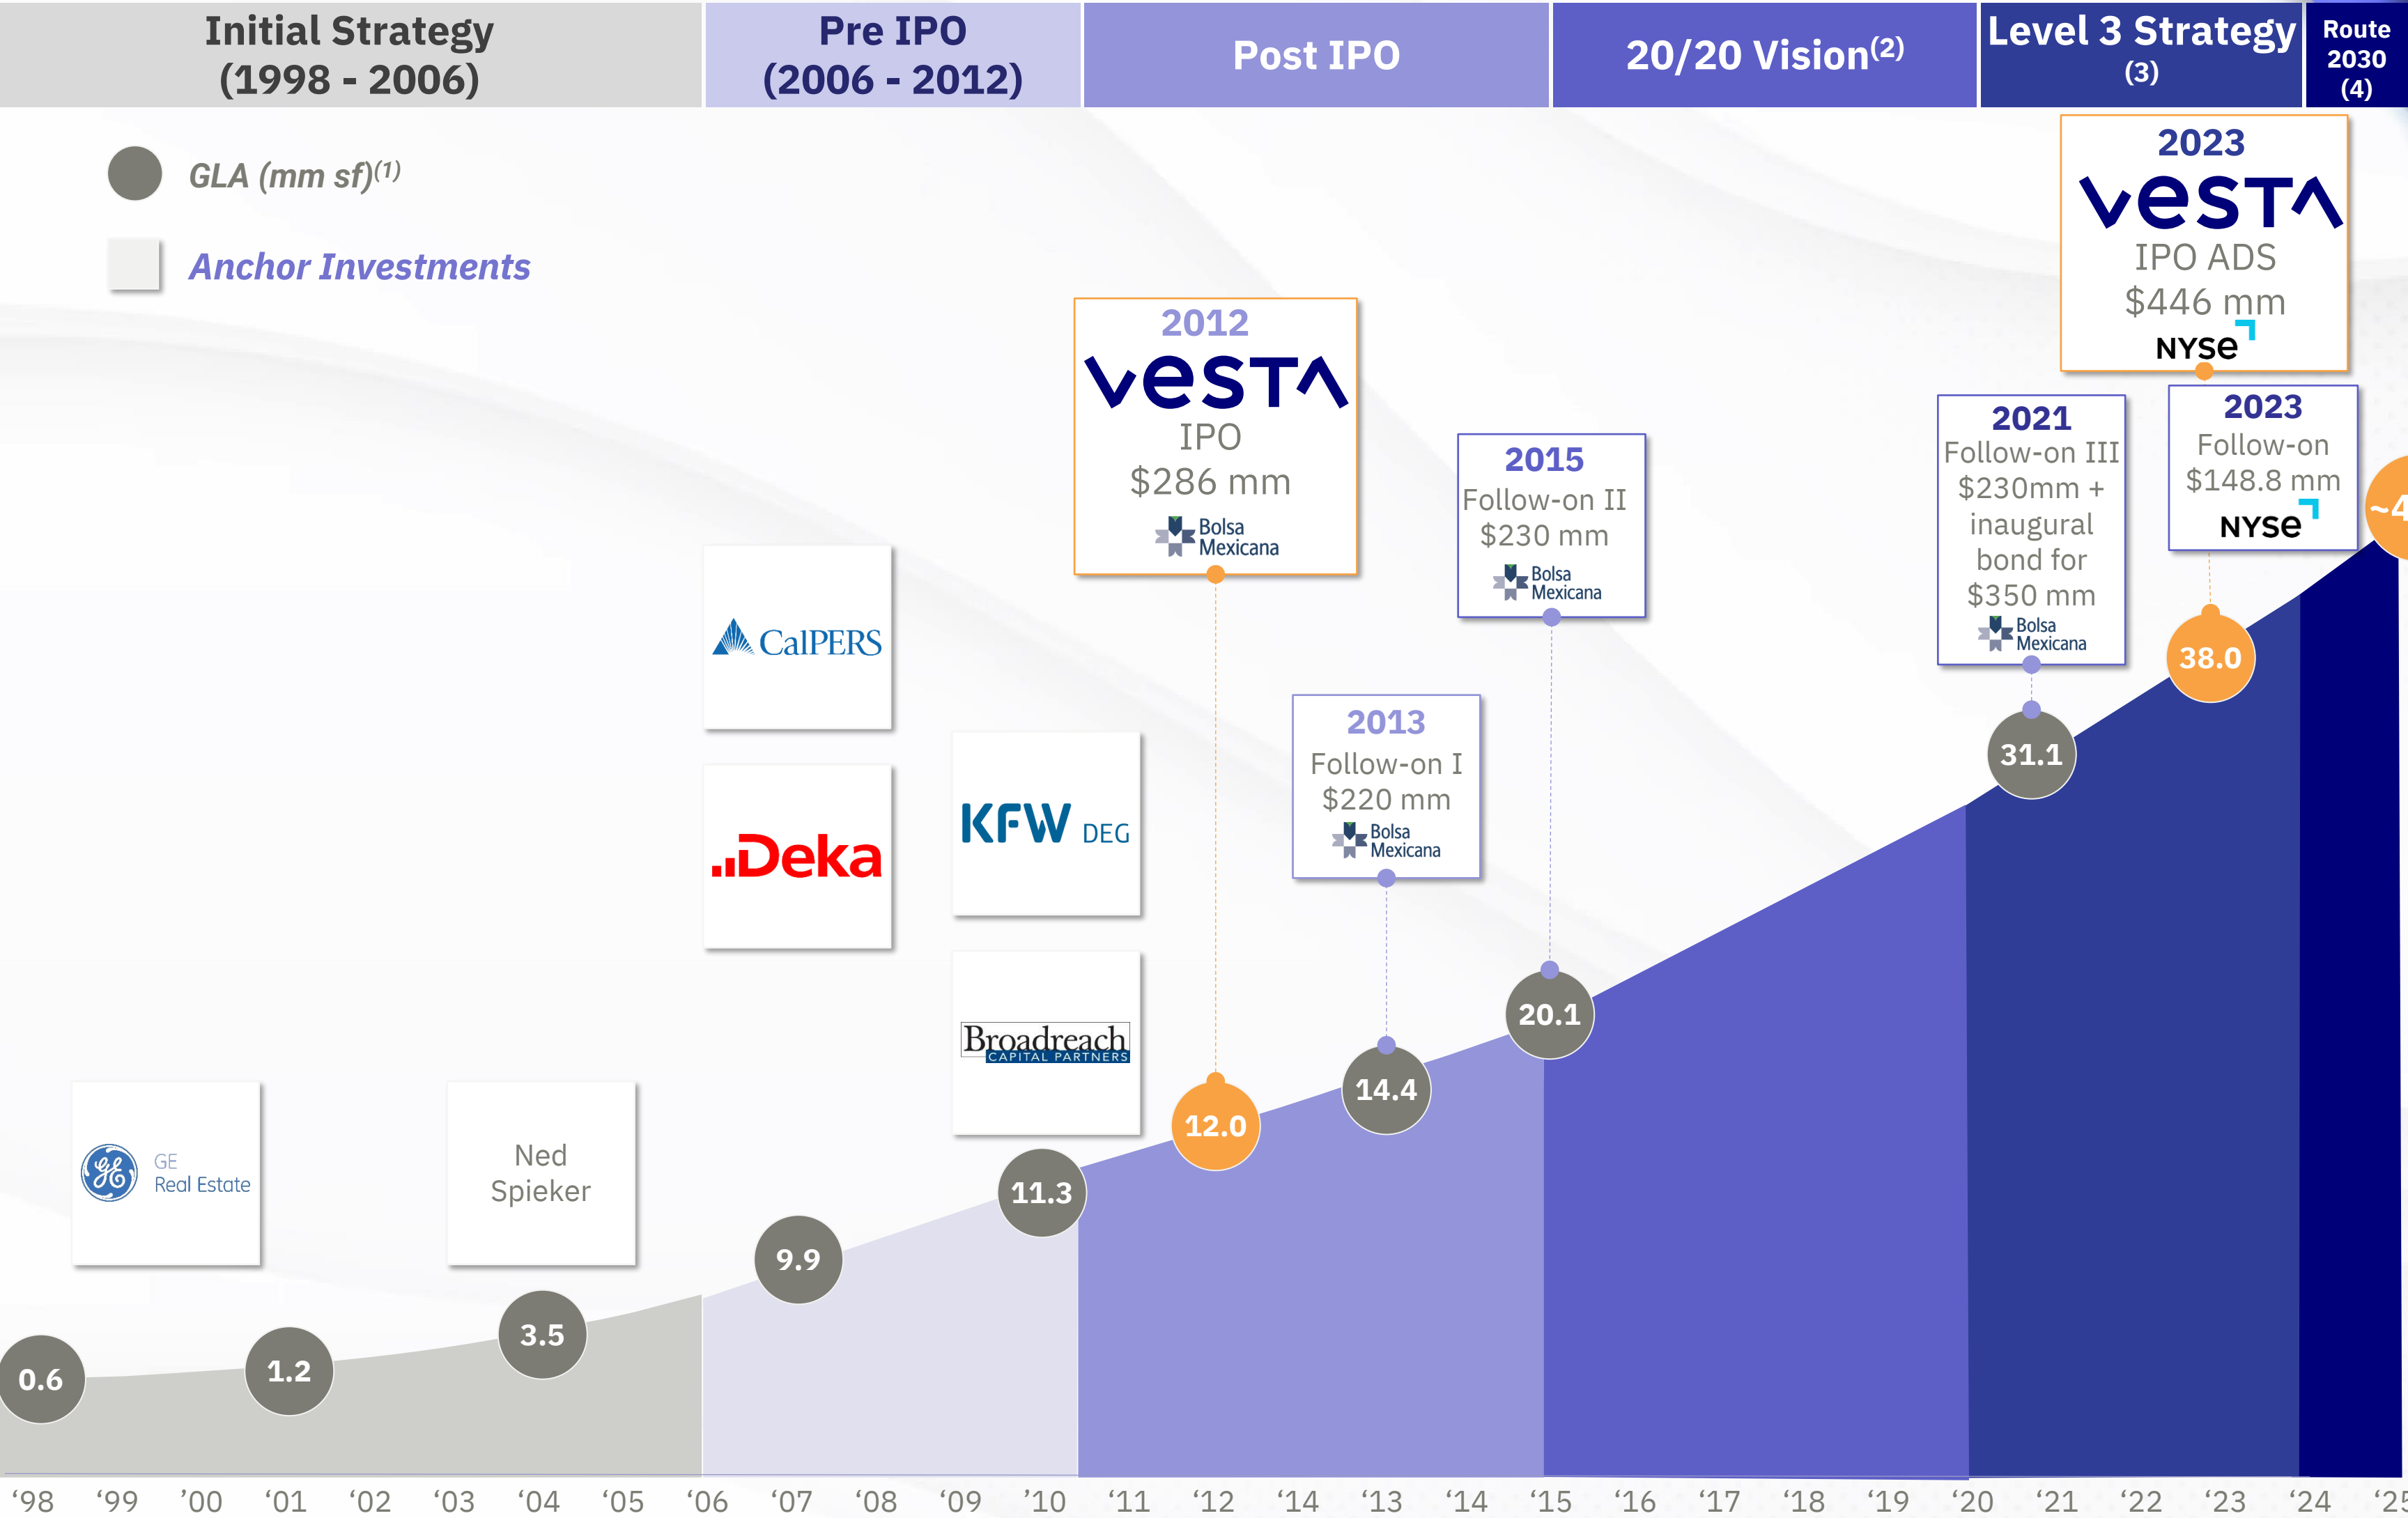 Initial Strategy
(1998 - 2006)
Pre IPO
(2006 - 2012)
Post IPO
20/20 Vision(2)
Level 3 Strategy
(3)
Route
2030
(4)
GLA (mm sf)(1)
Anchor Investments
2023
VESTA
IPO ADS
$446 mm
NYSE
2012
VESTA
IPO
$286 mm
Bolsa
Mexicana
2021
Follow-on III
$230mm +
inaugural
bond for
$350 mm
Bolsa
Mexicana
2023
Follow-on
$148.8 mm
NYSE
2015
Follow-on II
$230 mm
Bolsa
Mexicana
CalPERS
Deka
KFW DEG
Broadreach
CAPITAL PARTNERS
2013
Follow-on I
$220 mm
Bolsa
Mexicana
GE
GE
Real Estate
Ned
Spieker
0.6
1.2
3.5
9.9
11.3
12.0
14.4
20.1
31.1
38.0
~4
‘98 ‘99 ’00 ‘01 ‘02 ‘03 ‘04 ‘05 ‘06 ‘07 ‘08 ‘09 ’10 ‘11 ‘12 ‘14 ‘13 ‘14 ‘15 ‘16 ‘17 ‘18 ‘19 ‘20 ‘21 ‘22 ‘23 ‘24 ‘25